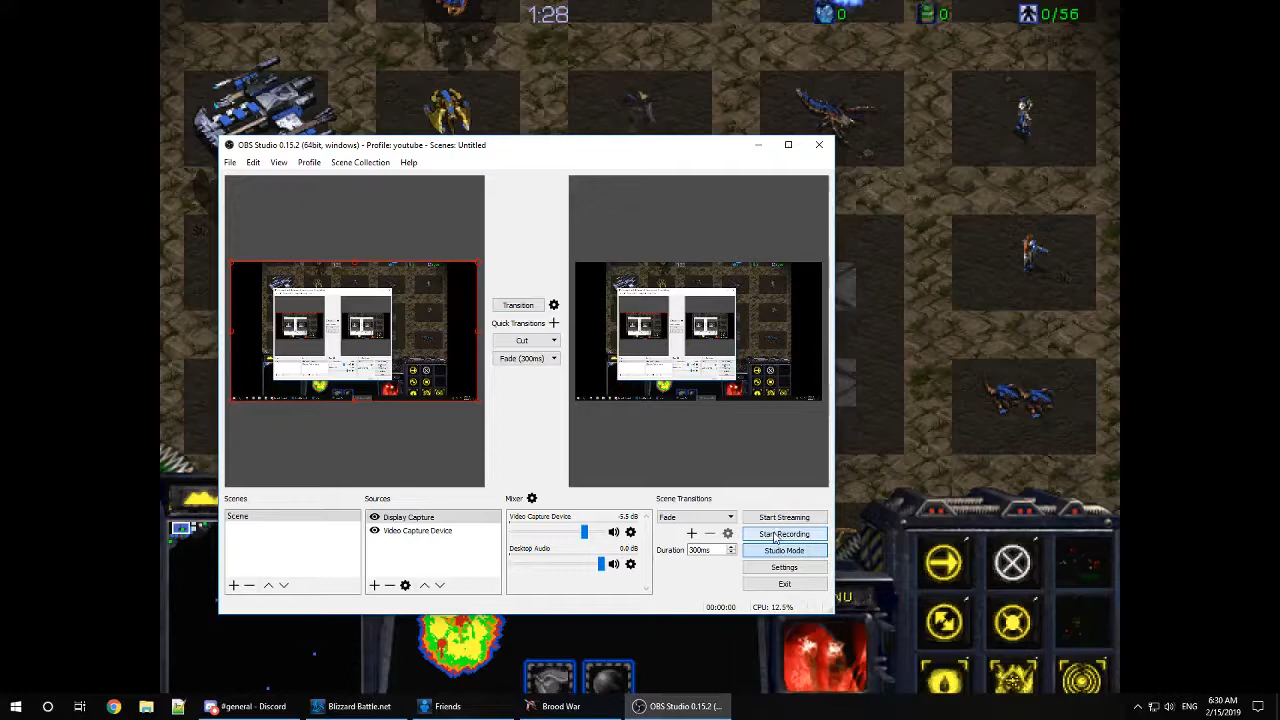 1:28
0
0
0/56
OBS Studio 0.15.2 (64bit, windows) - Profile: youtube - Scenes: Untitled
File Edit View Profile Scene Collection Help
Transition
Quick Transitions
Cut
Fade (300ms)
Scenes
Sources
Mixer
Scene Transitions
Scene
Display Capture
Video Capture Device
Video Capture Device -5.5 dB
Desktop Audio 0.0 dB
Fade
Duration 300ms
Start Streaming
Start Recording
Studio Mode
Settings
Exit
00:00:00 CPU: 12.5%
NU
#general - Discord
Blizzard Battle.net
Friends
Brood War
OBS Studio 0.15.2 (...
ENG
6:30 AM
2/15/2019